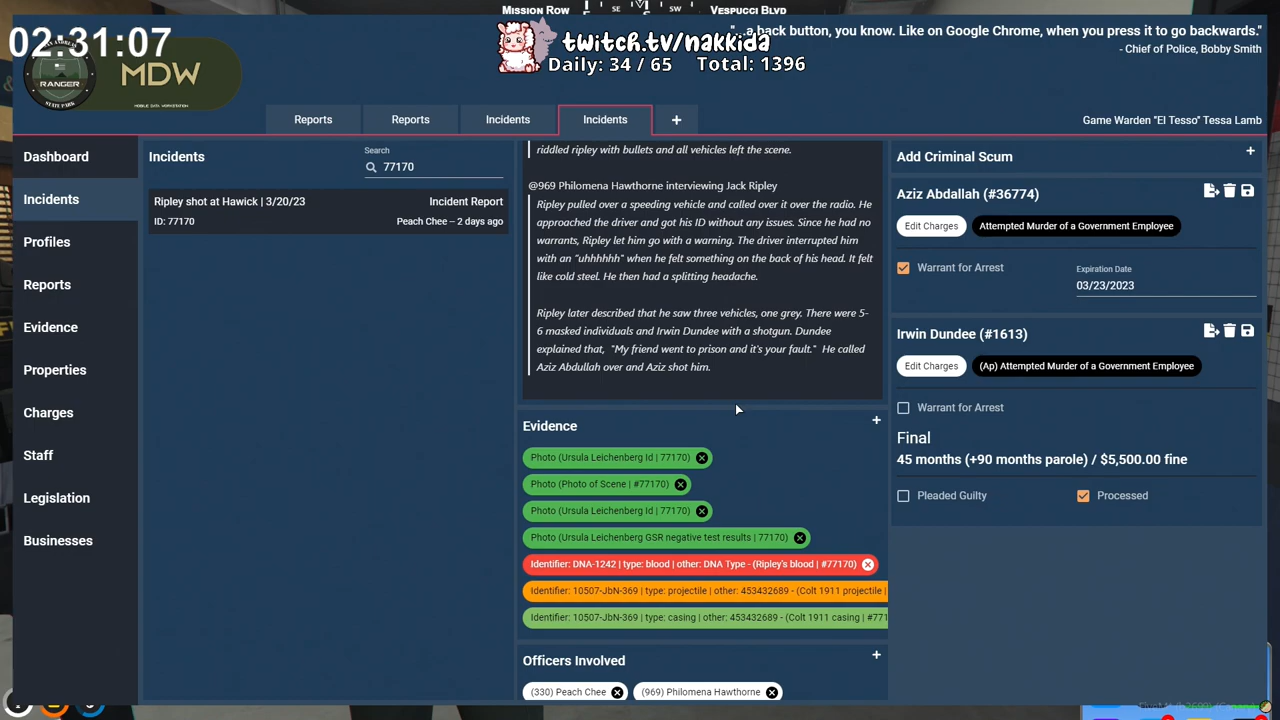 Mission Row
SE
SW
Vespucci Blvd
02:31:07
twitch.tv/nakkida
Daily: 34 / 65 Total: 1396
"...a back button, you know. Like on Google Chrome, when you press it to go backwards."
- Chief of Police, Bobby Smith
RANGER
STATE PARK
MDW
MOBILE DATA WORKSTATION
Reports
Reports
Incidents
Incidents
+
Game Warden "El Tesso" Tessa Lamb
Dashboard
Incidents
Profiles
Reports
Evidence
Properties
Charges
Staff
Legislation
Businesses
Incidents
Search
77170
Ripley shot at Hawick | 3/20/23
Incident Report
ID: 77170
Peach Chee – 2 days ago
riddled ripley with bullets and all vehicles left the scene.
@969 Philomena Hawthorne interviewing Jack Ripley
Ripley pulled over a speeding vehicle and called over it over the radio. He
approached the driver and got his ID without any issues. Since he had no
warrants, Ripley let him go with a warning. The driver interrupted him
with an "uhhhhhh" when he felt something on the back of his head. It felt
like cold steel. He then had a splitting headache.
Ripley later described that he saw three vehicles, one grey. There were 5-
6 masked individuals and Irwin Dundee with a shotgun. Dundee
explained that, "My friend went to prison and it's your fault." He called
Aziz Abdullah over and Aziz shot him.
Evidence
+
Photo (Ursula Leichenberg Id | 77170)
Photo (Photo of Scene | #77170)
Photo (Ursula Leichenberg Id | 77170)
Photo (Ursula Leichenberg GSR negative test results | 77170)
Identifier: DNA-1242 | type: blood | other: DNA Type - (Ripley's blood | #77170)
Identifier: 10507-JbN-369 | type: projectile | other: 453432689 - (Colt 1911 projectile |
Identifier: 10507-JbN-369 | type: casing | other: 453432689 - (Colt 1911 casing | #771
Officers Involved
+
(330) Peach Chee
(969) Philomena Hawthorne
Add Criminal Scum
+
Aziz Abdallah (#36774)
Edit Charges
Attempted Murder of a Government Employee
Warrant for Arrest
Expiration Date
03/23/2023
Irwin Dundee (#1613)
Edit Charges
(Ap) Attempted Murder of a Government Employee
Warrant for Arrest
Final
45 months (+90 months parole) / $5,500.00 fine
Pleaded Guilty
Processed